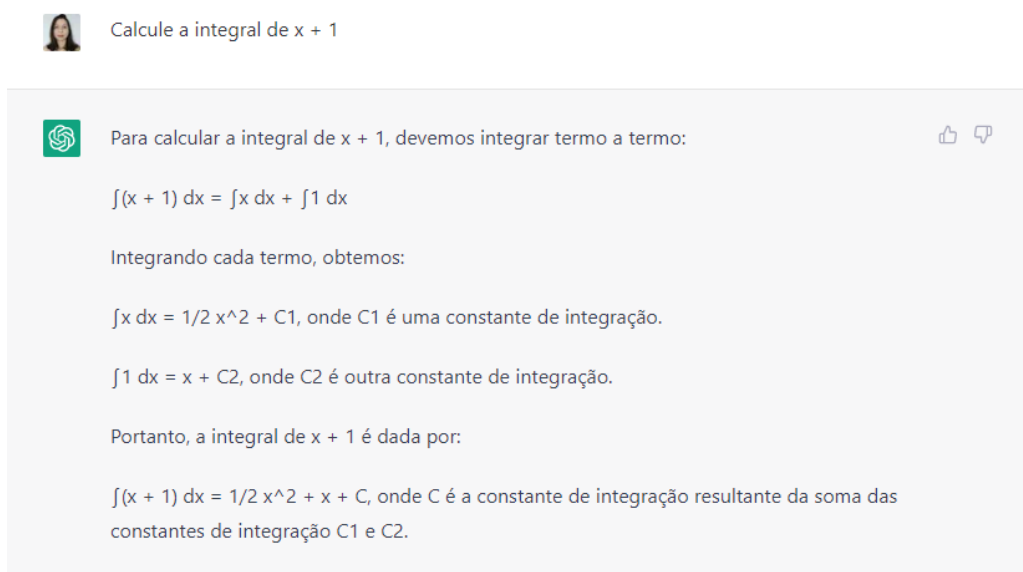 Calcule a integral de x + 1
Para calcular a integral de x + 1, devemos integrar termo a termo:
∫(x + 1) dx = ∫x dx + ∫1 dx
Integrando cada termo, obtemos:
∫x dx = 1/2 x^2 + C1, onde C1 é uma constante de integração.
∫1 dx = x + C2, onde C2 é outra constante de integração.
Portanto, a integral de x + 1 é dada por:
∫(x + 1) dx = 1/2 x^2 + x + C, onde C é a constante de integração resultante da soma das
constantes de integração C1 e C2.